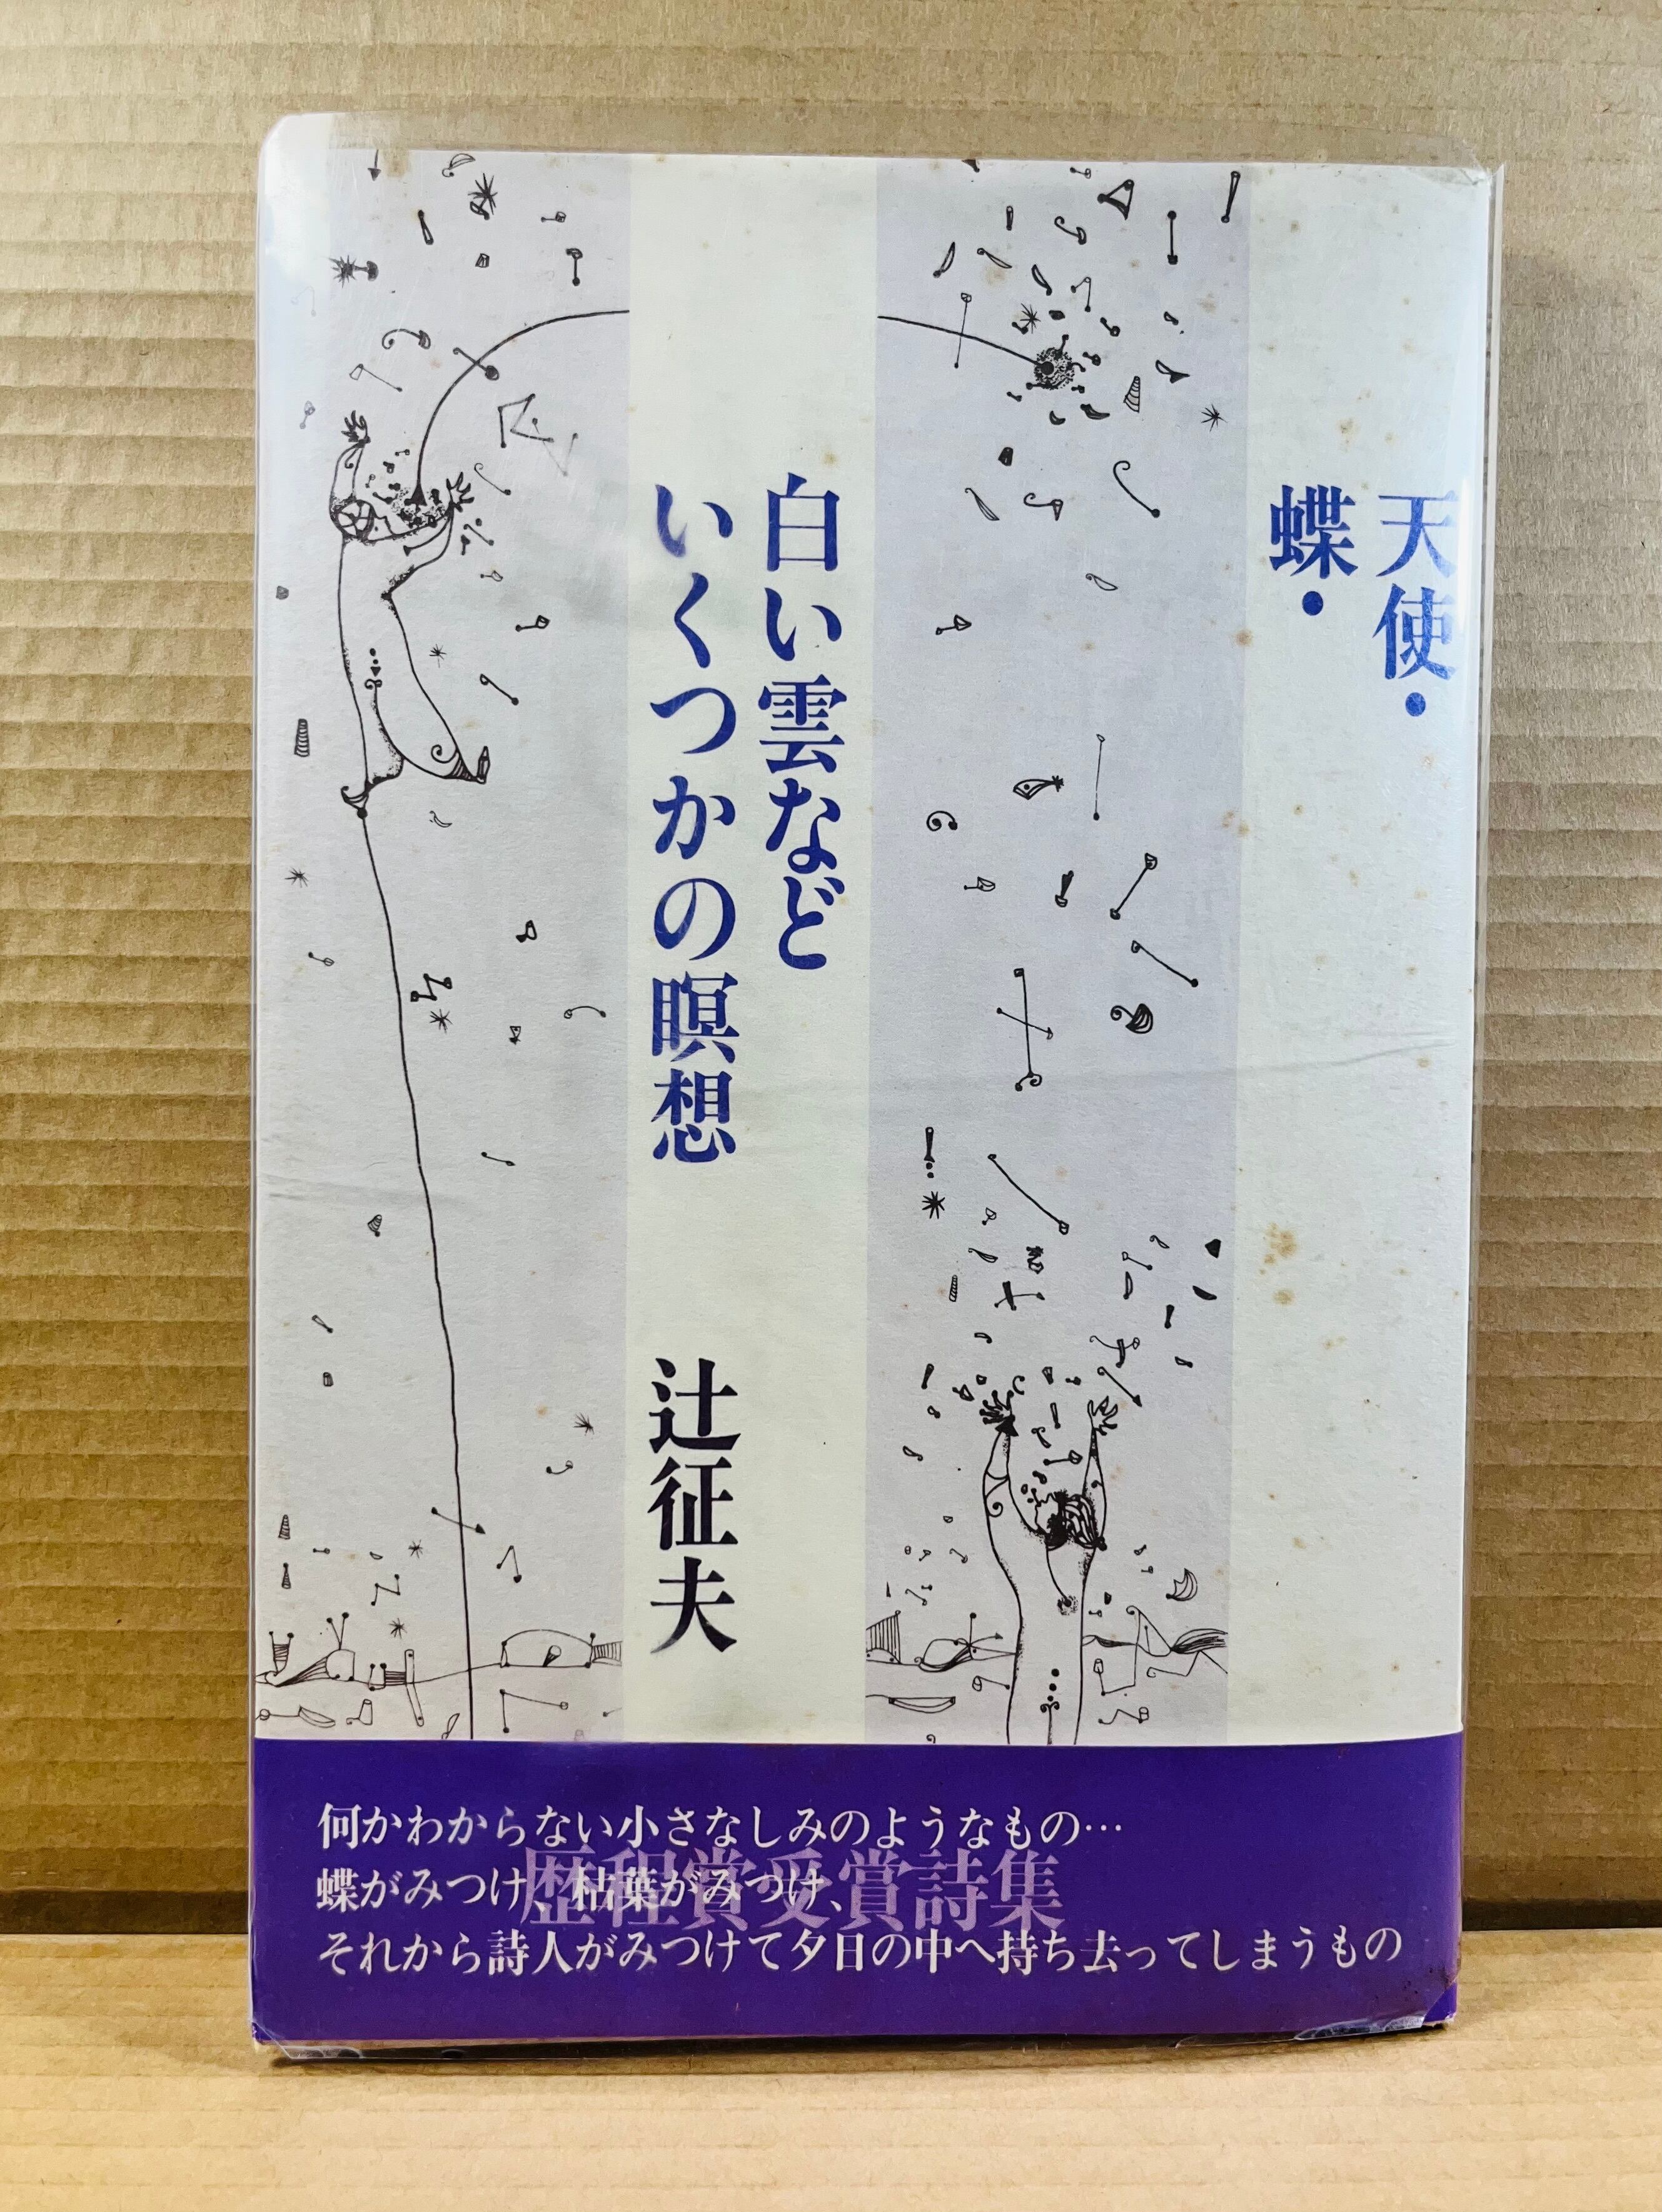 天使・
蝶・
白い雲など
いくつかの瞑想
辻征夫
何かわからない小さなしみのようなもの…
蝶がみつけ、枯葉がみつけ、
それから詩人がみつけて夕日の中へ持ち去ってしまうもの
歴程賞受賞詩集